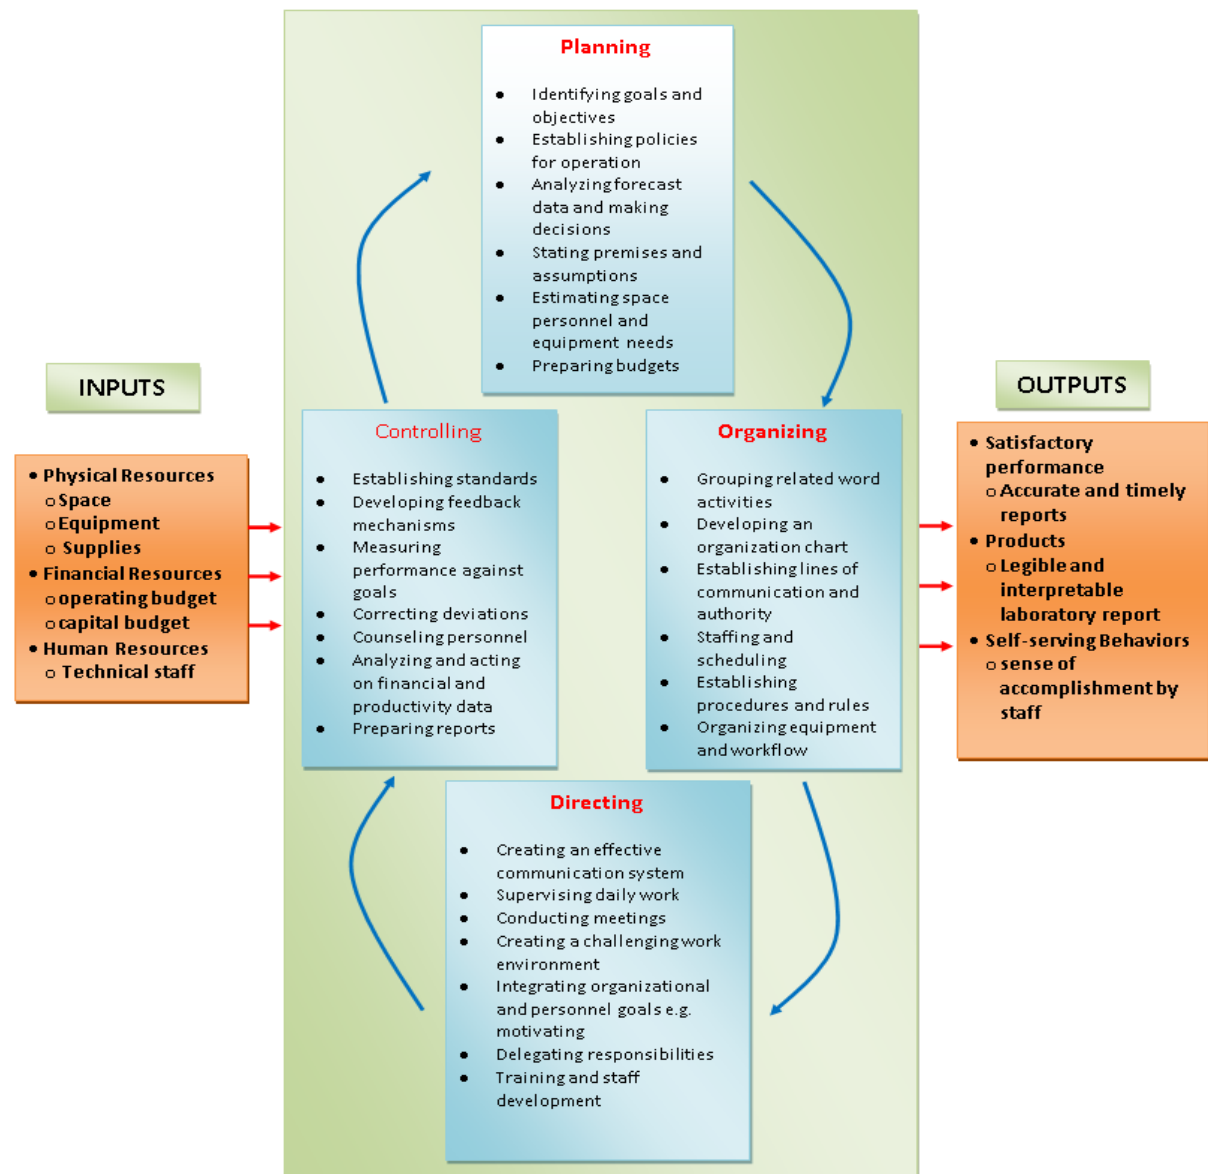 Planning
● Identifying goals and
objectives
● Establishing policies
for operation
● Analyzing forecast
data and making
decisions
● Stating premises and
assumptions
● Estimating space
personnel and
equipment needs
● Preparing budgets
INPUTS
• Physical Resources
o Space
o Equipment
o Supplies
• Financial Resources
o operating budget
o capital budget
• Human Resources
o Technical staff
Controlling
● Establishing standards
● Developing feedback
mechanisms
● Measuring
performance against
goals
● Correcting deviations
● Counseling personnel
● Analyzing and acting
on financial and
productivity data
● Preparing reports
Organizing
● Grouping related word
activities
● Developing an
organization chart
● Establishing lines of
communication and
authority
● Staffing and
scheduling
● Establishing
procedures and rules
● Organizing equipment
and workflow
OUTPUTS
• Satisfactory
performance
o Accurate and timely
reports
• Products
o Legible and
interpretable
laboratory report
• Self-serving Behaviors
o sense of
accomplishment by
staff
Directing
● Creating an effective
communication system
● Supervising daily work
● Conducting meetings
● Creating a challenging work
environment
● Integrating organizational
and personnel goals e.g.
motivating
● Delegating responsibilities
● Training and staff
development